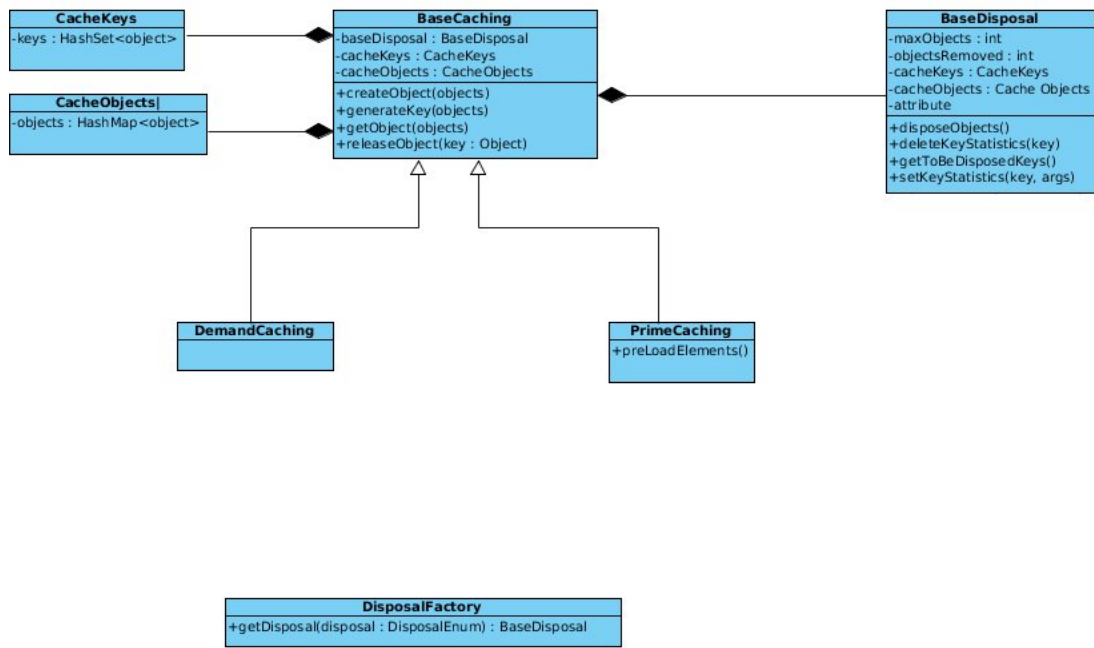 CacheKeys
-keys : HashSet<object>
CacheObjects|
-objects : HashMap<object>
BaseCaching
-baseDisposal : BaseDisposal
-cacheKeys : CacheKeys
-cacheObjects : CacheObjects
+createObject(objects)
+generateKey(objects)
+getObject(objects)
+releaseObject(key : Object)
BaseDisposal
-maxObjects : int
-objectsRemoved : int
-cacheKeys : CacheKeys
-cacheObjects : Cache Objects
-attribute
+disposeObjects()
+deleteKeyStatistics(key)
+getToBeDisposedKeys()
+setKeyStatistics(key, args)
DemandCaching
PrimeCaching
+preLoadElements()
DisposalFactory
+getDisposal(disposal : DisposalEnum) : BaseDisposal